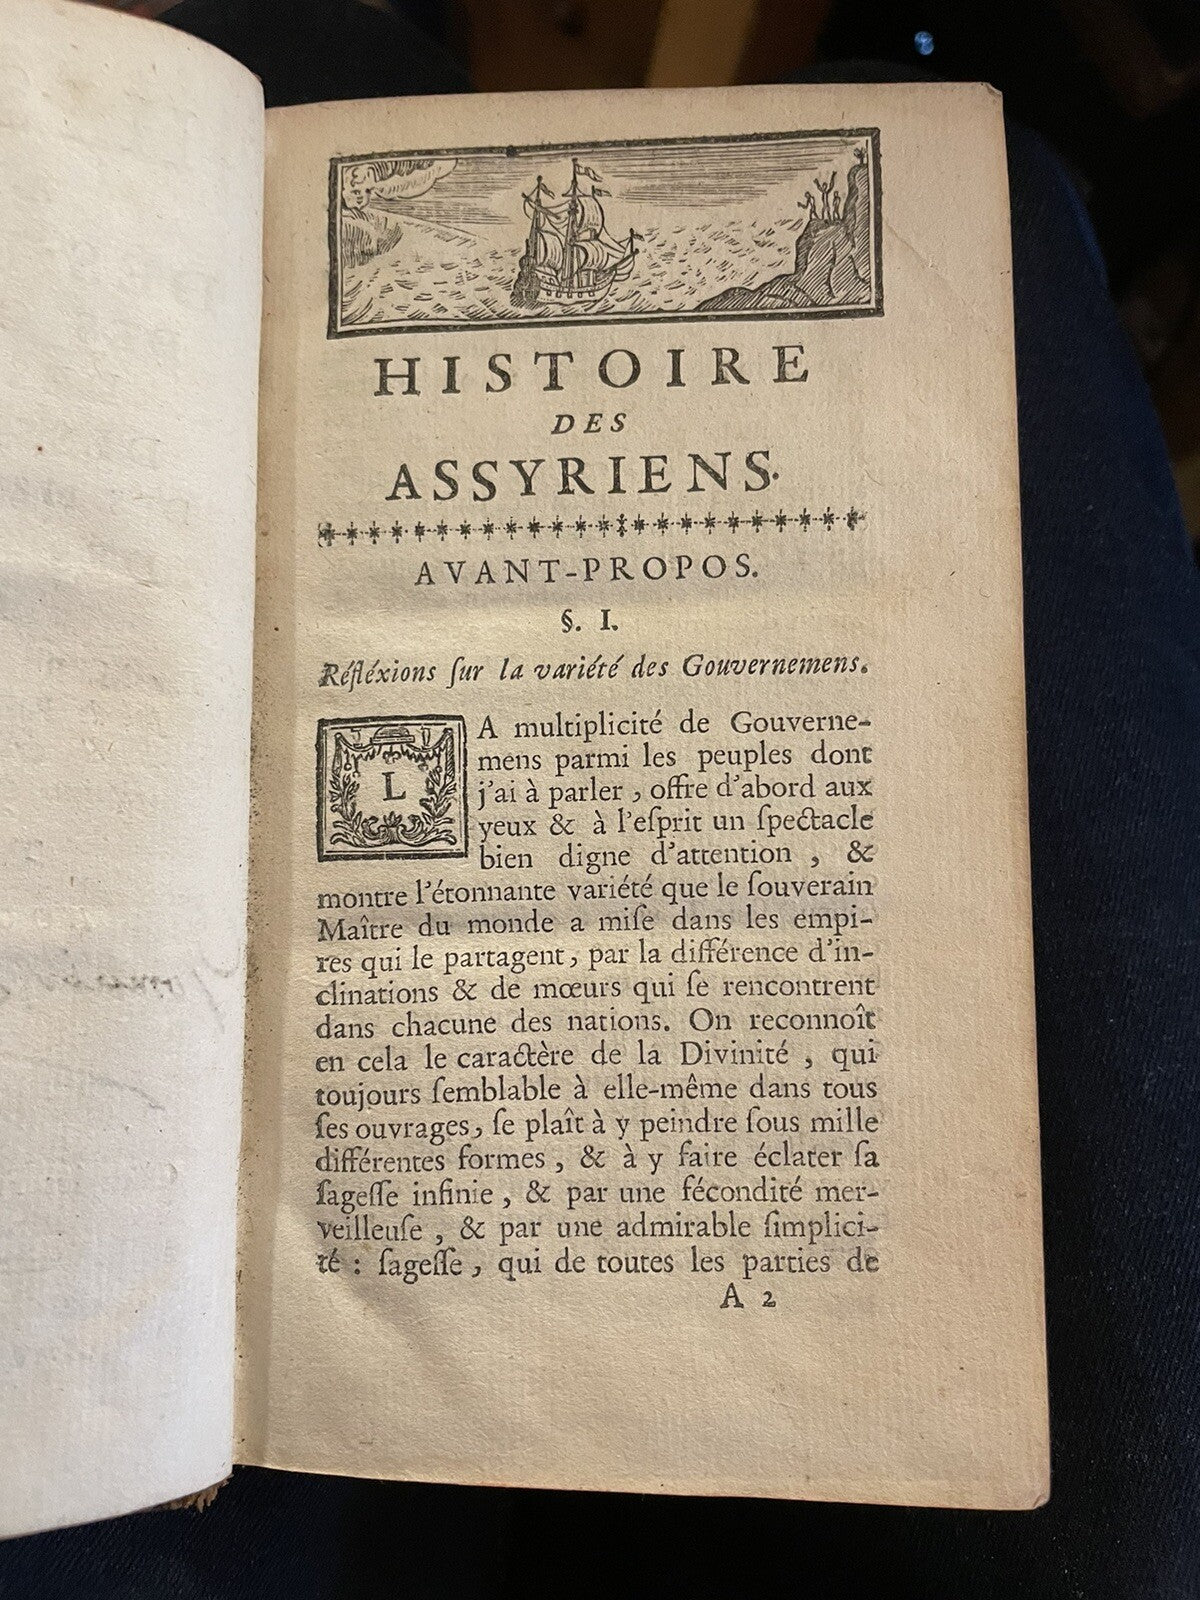 HISTOIRE
DES
ASSYRIENS.
AVANT-PROPOS.
§. I.
Réfléxions ſur la variété des Gouvernemens.
LA multiplicité de Gouverne-
mens parmi les peuples dont
j'ai à parler, offre d'abord aux
yeux & à l'eſprit un ſpectacle
bien digne d'attention, &
montre l'étonnante variété que le ſouverain
Maître du monde a miſe dans les empi-
res qui le partagent, par la différence d'in-
clinations & de mœurs qui ſe rencontrent
dans chacune des nations. On reconnoît
en cela le caractère de la Divinité, qui
toujours ſemblable à elle-même dans tous
ſes ouvrages, ſe plaît à y peindre ſous mille
différentes formes, & à y faire éclater ſa
ſageſſe infinie, & par une fécondité mer-
veilleuſe, & par une admirable ſimplici-
té : ſageſſe, qui de toutes les parties de
A 2